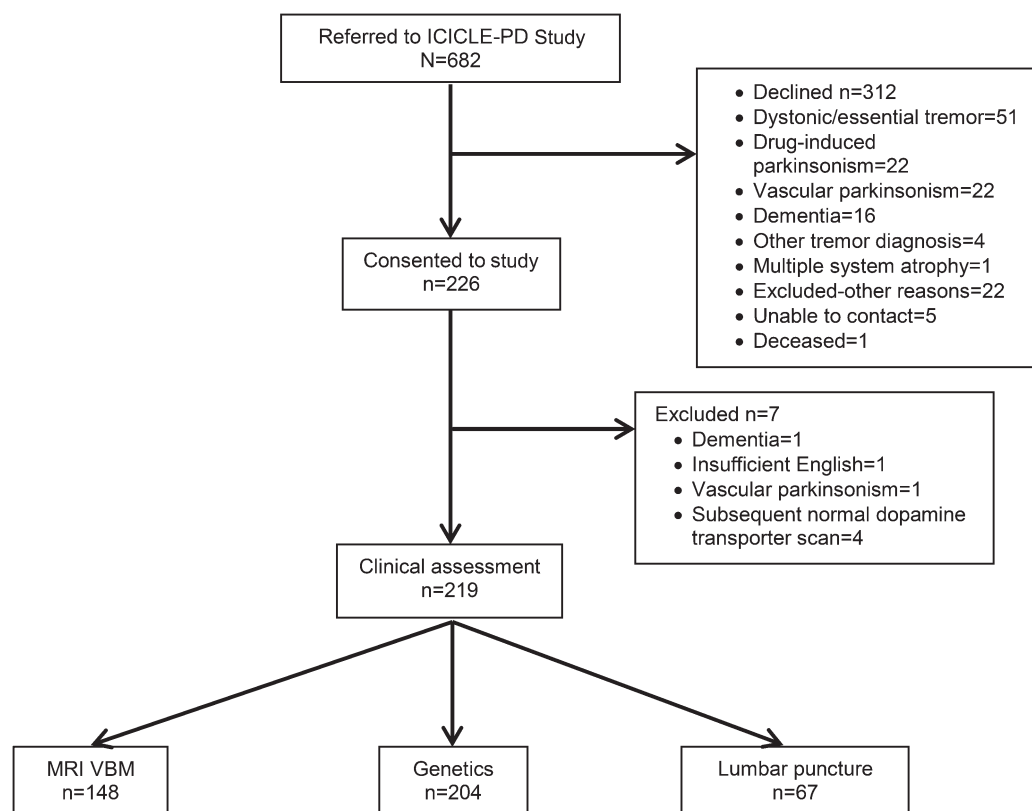 Referred to ICICLE-PD Study
N=682
• Declined n=312
• Dystonic/essential tremor=51
• Drug-induced
parkinsonism=22
• Vascular parkinsonism=22
• Dementia=16
• Other tremor diagnosis=4
• Multiple system atrophy=1
• Excluded-other reasons=22
• Unable to contact=5
• Deceased=1
Consented to study
n=226
Excluded n=7
• Dementia=1
• Insufficient English=1
• Vascular parkinsonism=1
• Subsequent normal dopamine
transporter scan=4
Clinical assessment
n=219
MRI VBM
n=148
Genetics
n=204
Lumbar puncture
n=67